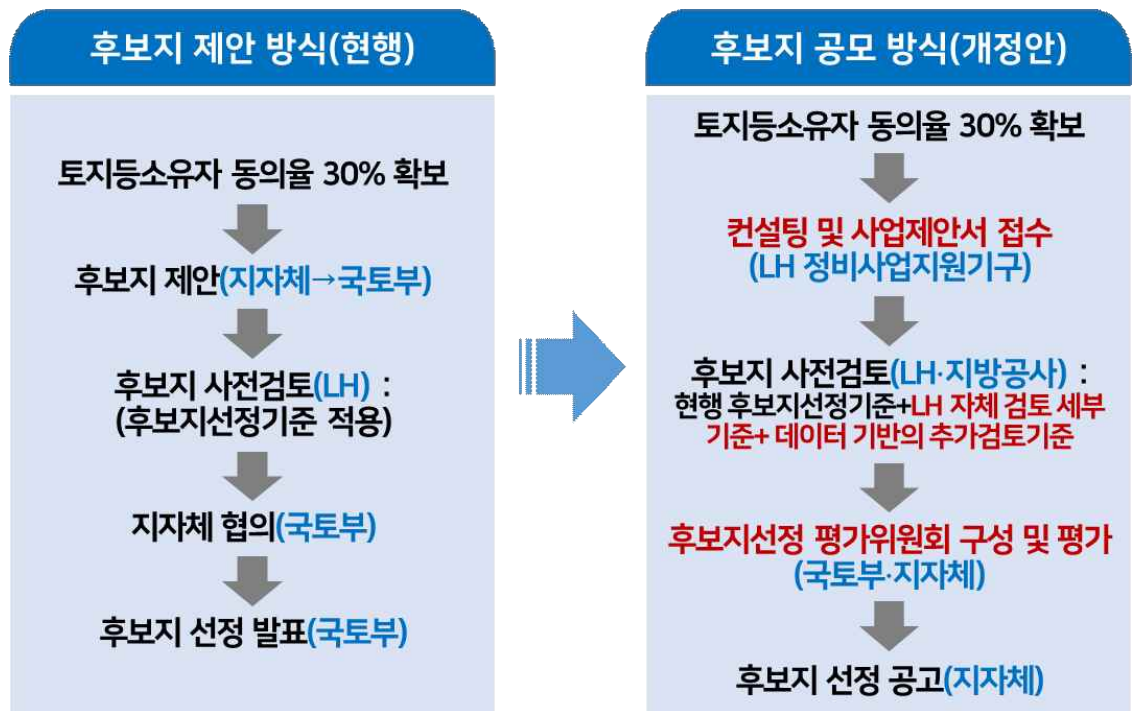 후보지 제안 방식(현행)
토지등소유자 동의율 30% 확보
후보지 제안(지자체→국토부)
후보지 사전검토(LH) :
(후보지선정기준 적용)
지자체 협의(국토부)
후보지 선정 발표(국토부)
후보지 공모 방식(개정안)
토지등소유자 동의율 30% 확보
컨설팅 및 사업제안서 접수
(LH 정비사업지원기구)
후보지 사전검토(LH·지방공사) :
현행 후보지선정기준+LH 자체 검토 세부
기준+ 데이터 기반의 추가검토기준
후보지선정 평가위원회 구성 및 평가
(국토부·지자체)
후보지 선정 공고(지자체)